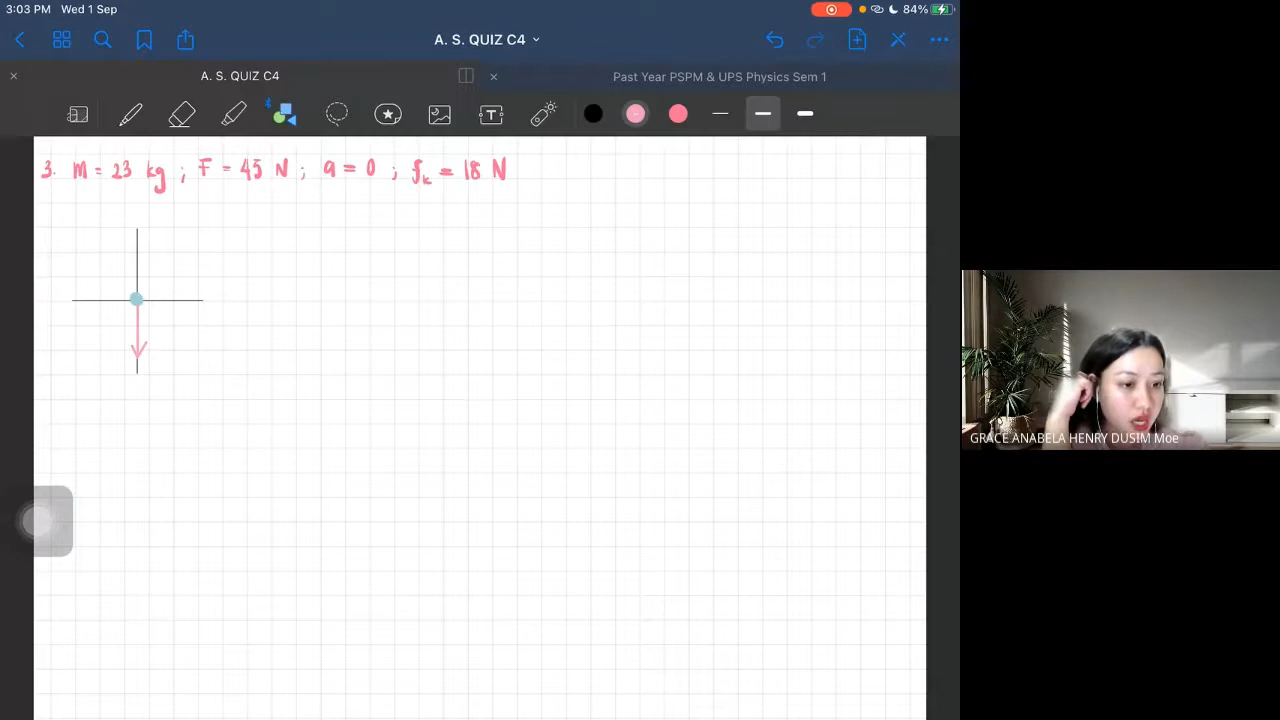 3:03 PM Wed 1 Sep
84%
A. S. QUIZ C4
A. S. QUIZ C4
Past Year PSPM & UPS Physics Sem 1
3. m = 23 kg ; F = 45 N ; a = 0 ; fk = 18 N
GRACE ANABELA HENRY DUSIM Moe